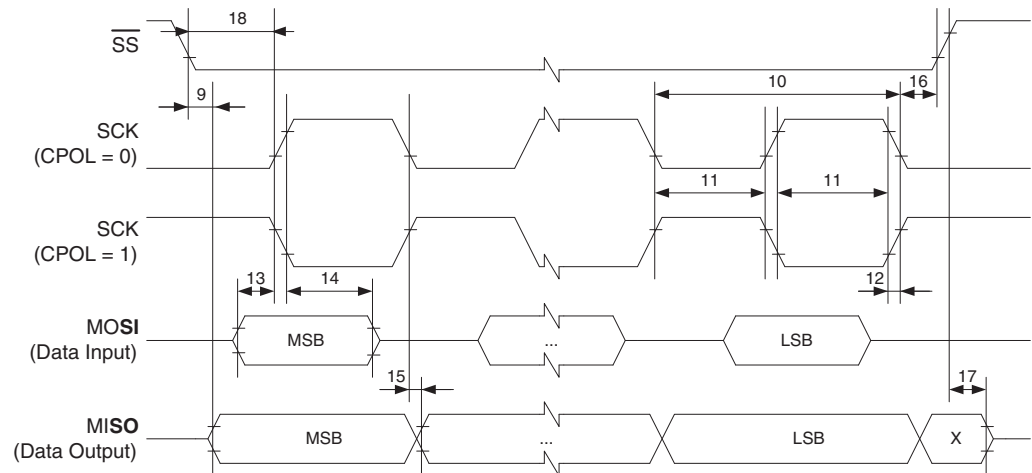 18
SS
9
10
16
SCK
(CPOL = 0)
11
11
SCK
(CPOL = 1)
13
14
12
MOSI
(Data Input)
MSB
...
LSB
15
17
MISO
(Data Output)
MSB
...
LSB
X